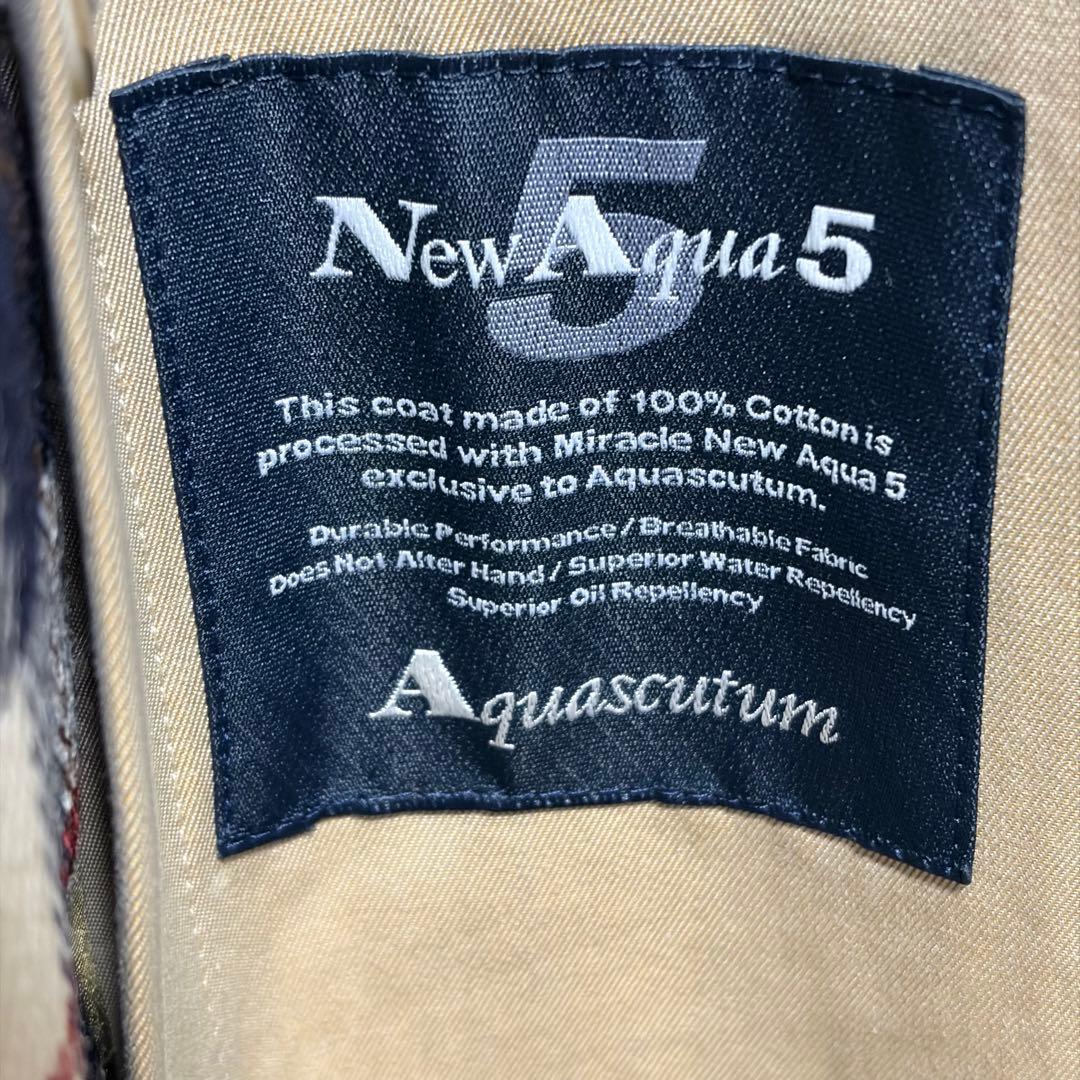 5
New Aqua 5
This coat made of 100% Cotton is
processed with Miracle New Aqua 5
exclusive to Aquascutum.
Durable Performance / Breathable Fabric
Does Not Alter Hand / Superior Water Repellency
Superior Oil Repellency
Aquascutum